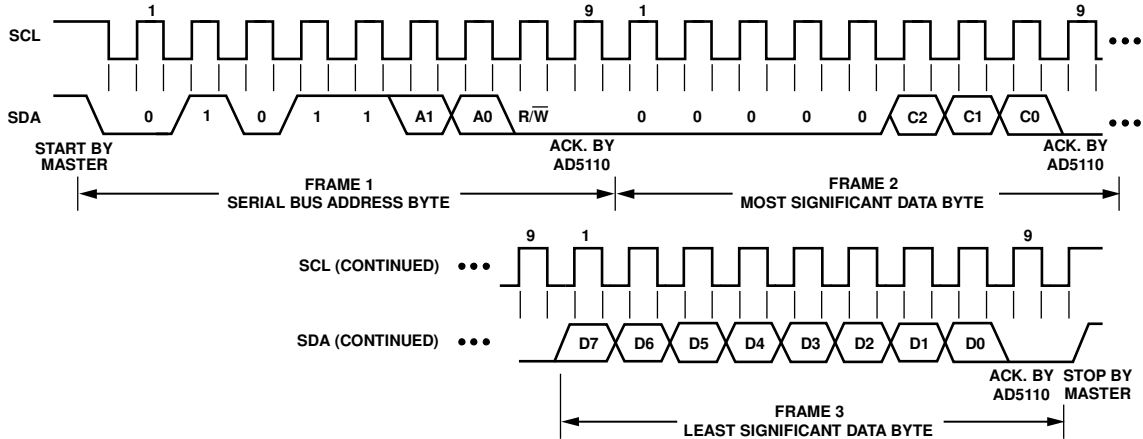 1 9 1 9
SCL
SDA 0 1 0 1 1 A1 A0 R/W̅ 0 0 0 0 0 C2 C1 C0
START BY
MASTER
ACK. BY
AD5110
ACK. BY
AD5110
FRAME 1
SERIAL BUS ADDRESS BYTE
FRAME 2
MOST SIGNIFICANT DATA BYTE
9 1 9
SCL (CONTINUED)
SDA (CONTINUED) D7 D6 D5 D4 D3 D2 D1 D0
ACK. BY
AD5110
STOP BY
MASTER
FRAME 3
LEAST SIGNIFICANT DATA BYTE